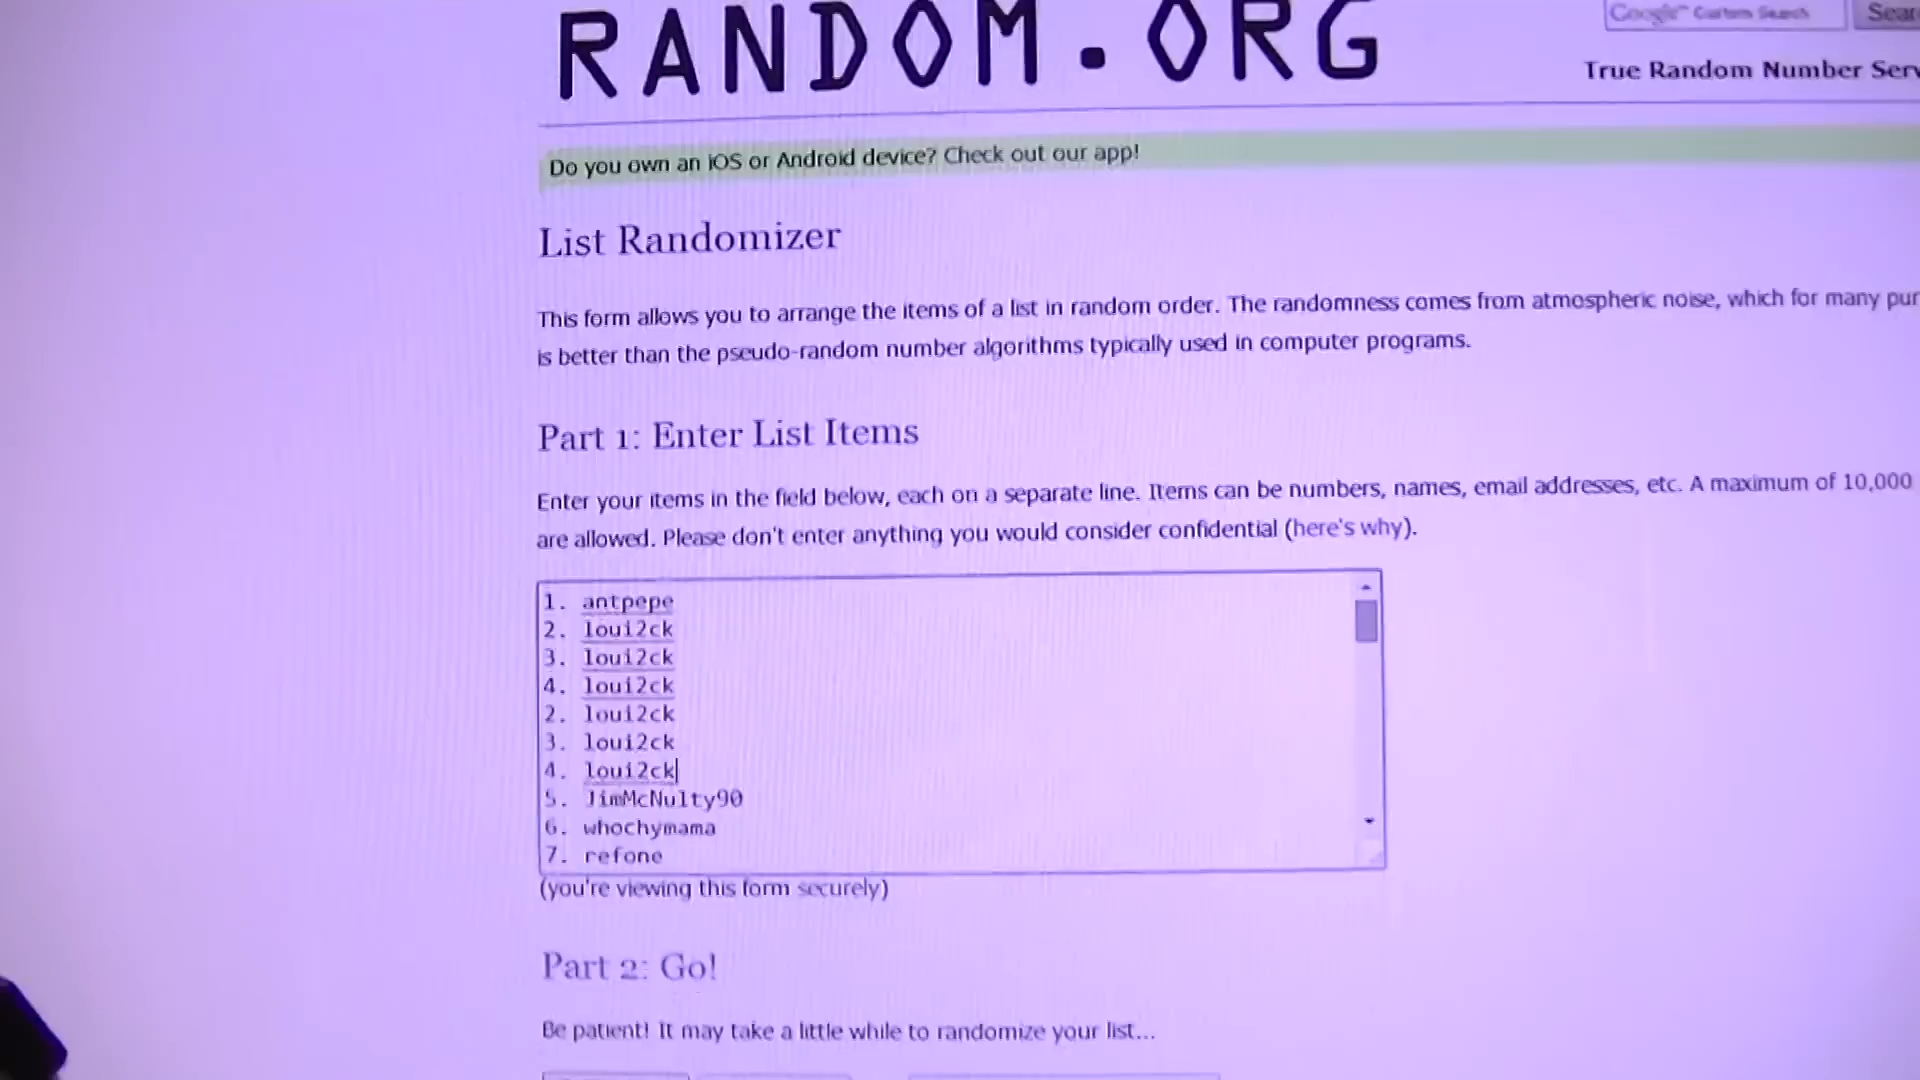 RANDOM.ORG
Google™ Custom Search
True Random Number
Do you own an iOS or Android device? Check out our app!
List Randomizer
This form allows you to arrange the items of a list in random order. The randomness comes from atmospheric noise, which for many
is better than the pseudo-random number algorithms typically used in computer programs.
Part 1: Enter List Items
Enter your items in the field below, each on a separate line. Items can be numbers, names, email addresses, etc. A maximum of 10,000
are allowed. Please don't enter anything you would consider confidential (here's why).
1. antpepe
2. loui2ck
3. loui2ck
4. loui2ck
2. loui2ck
3. loui2ck
4. loui2ck
5. JimMcNulty90
6. whochymama
7. refone
(you're viewing this form securely)
Part 2: Go!
Be patient! It may take a little while to randomize your list...